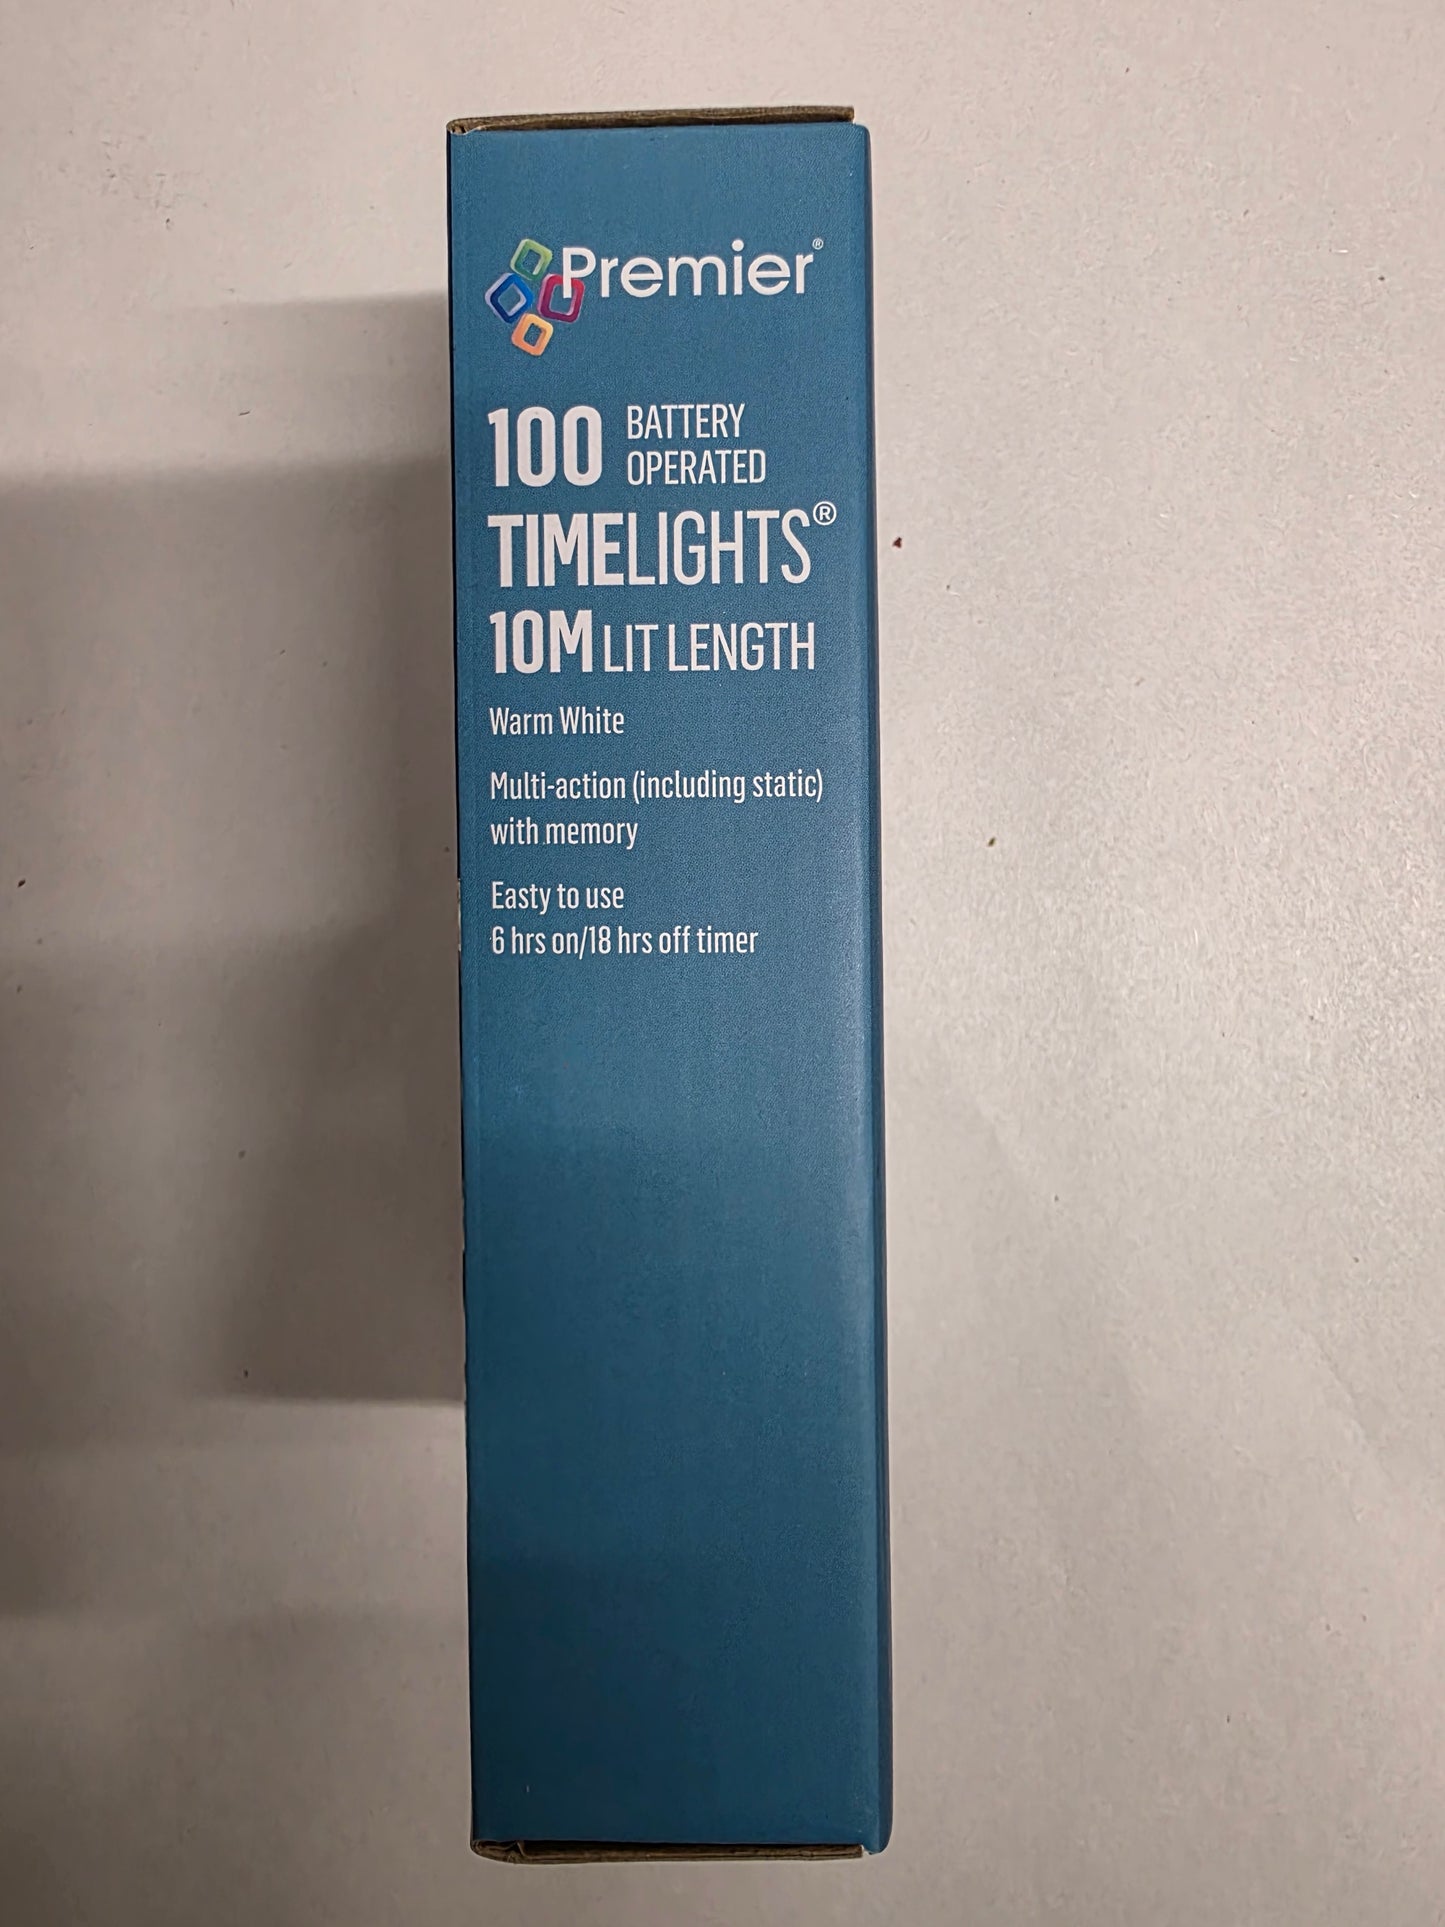 Premier®
100 BATTERY
OPERATED
TIMELIGHTS®
10M LIT LENGTH
Warm White
Multi-action (including static)
with memory
Easty to use
6 hrs on/18 hrs off timer